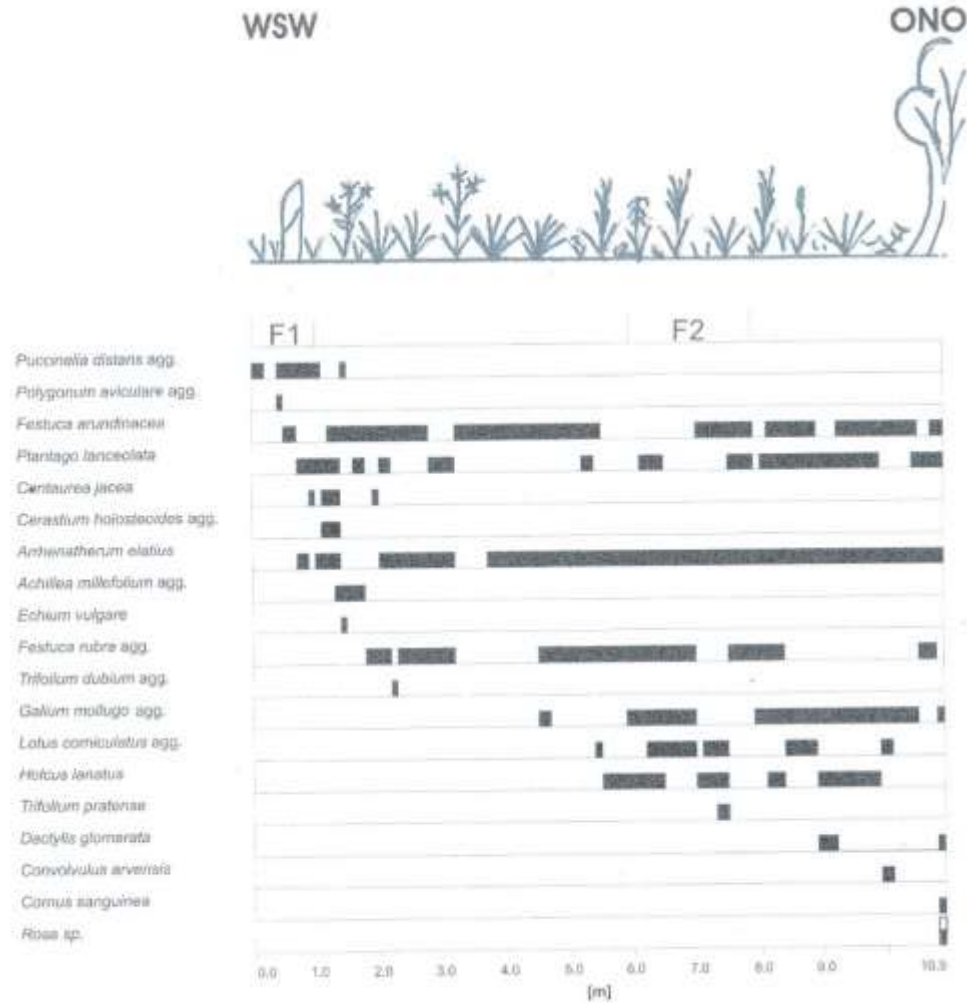 WSW
ONO
F1
F2
Puccinella distans agg.
Polygonum aviculare agg.
Festuca arundinacea
Plantago lanceolata
Centaurea jacea
Cerastium holosteoides agg.
Arrhenatherum elatius
Achillea millefolium agg.
Echium vulgare
Festuca rubra agg.
Trifolium dubium agg.
Galium mollugo agg.
Lotus corniculatus agg.
Holcus lanatus
Trifolium pratense
Dactylis glomerata
Convolvulus arvensis
Cornus sanguinea
Rosa sp.
0.0 1.0 2.0 3.0 4.0 5.0 6.0 7.0 8.0 9.0 10.9
[m]